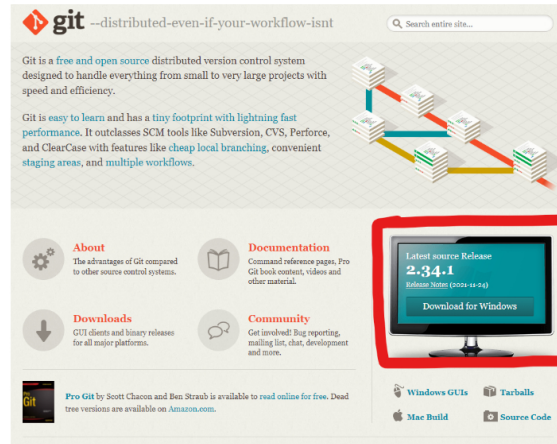 git --distributed-even-if-your-workflow-isnt
Search entire site...
Git is a free and open source distributed version control system
designed to handle everything from small to very large projects with
speed and efficiency.
Git is easy to learn and has a tiny footprint with lightning fast
performance. It outclasses SCM tools like Subversion, CVS, Perforce,
and ClearCase with features like cheap local branching, convenient
staging areas, and multiple workflows.
About
The advantages of Git compared
to other source control systems.
Documentation
Command reference pages, Pro
Git book content, videos and
other material.
Downloads
GUI clients and binary releases
for all major platforms.
Community
Get involved! Bug reporting,
mailing list, chat, development
and more.
Latest source Release
2.34.1
Release Notes (2021-11-24)
Download for Windows
Pro
Git
Pro Git by Scott Chacon and Ben Straub is available to read online for free. Dead
tree versions are available on Amazon.com.
Windows GUIs
Tarballs
Mac Build
Source Code